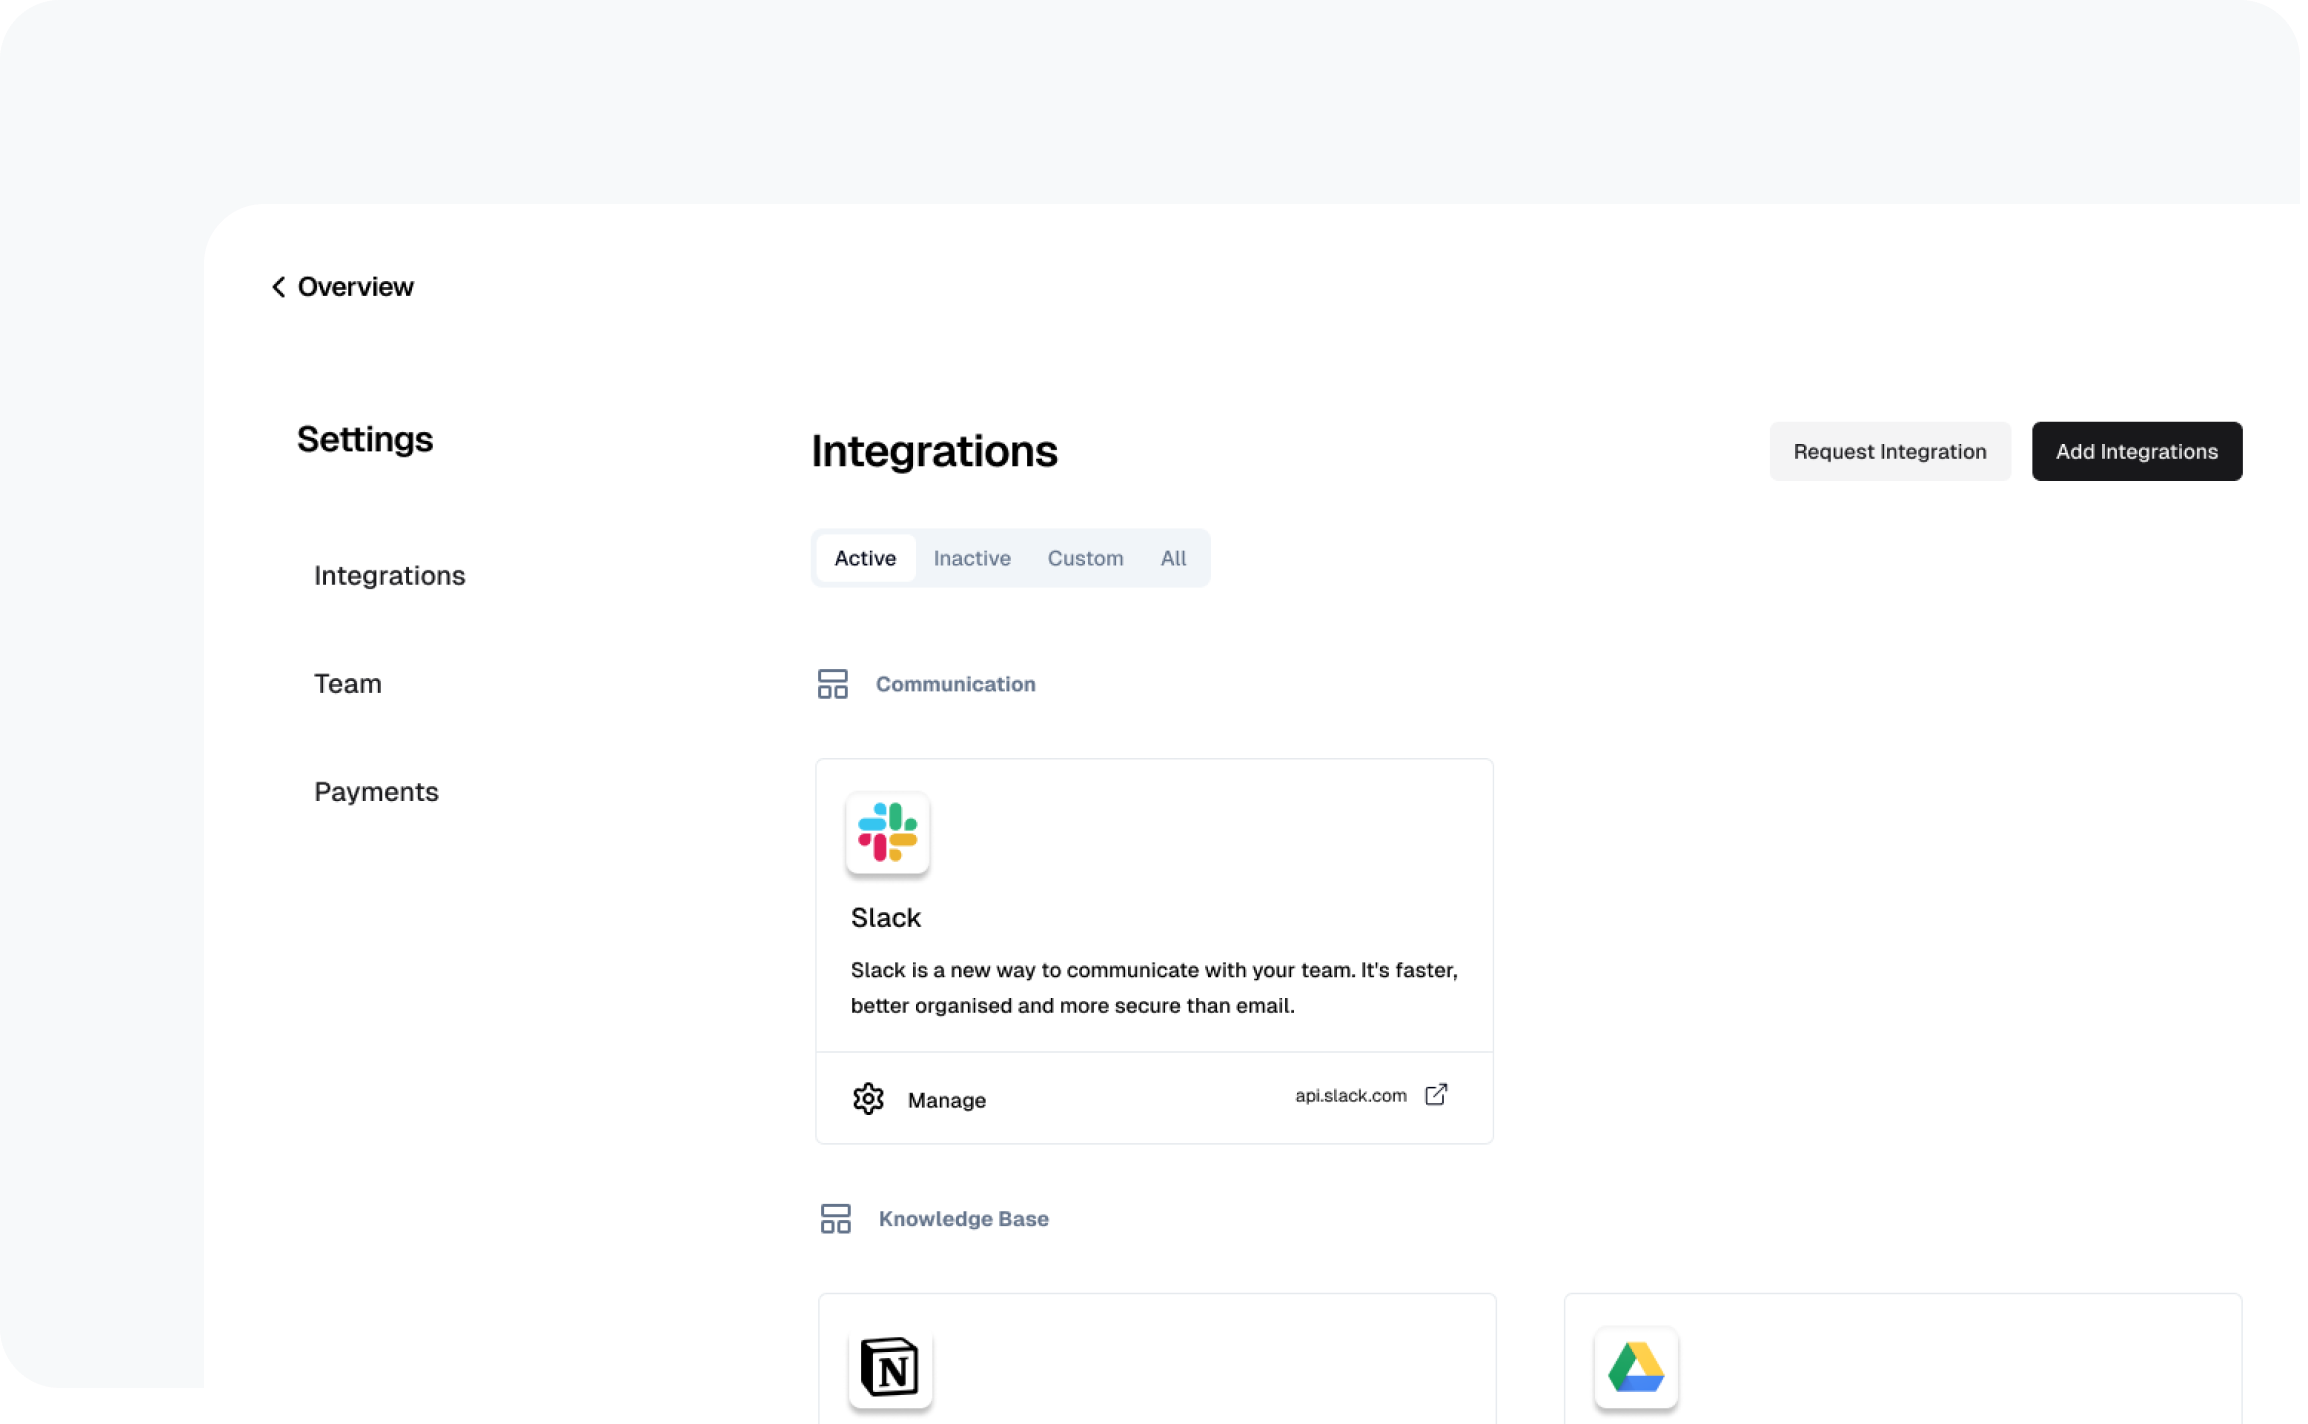 Overview
Settings
Integrations
Team
Payments
Integrations
Request Integration
Add Integrations
Active Inactive Custom All
Communication
Slack
Slack is a new way to communicate with your team. It's faster,
better organised and more secure than email.
Manage
api.slack.com
Knowledge Base
N